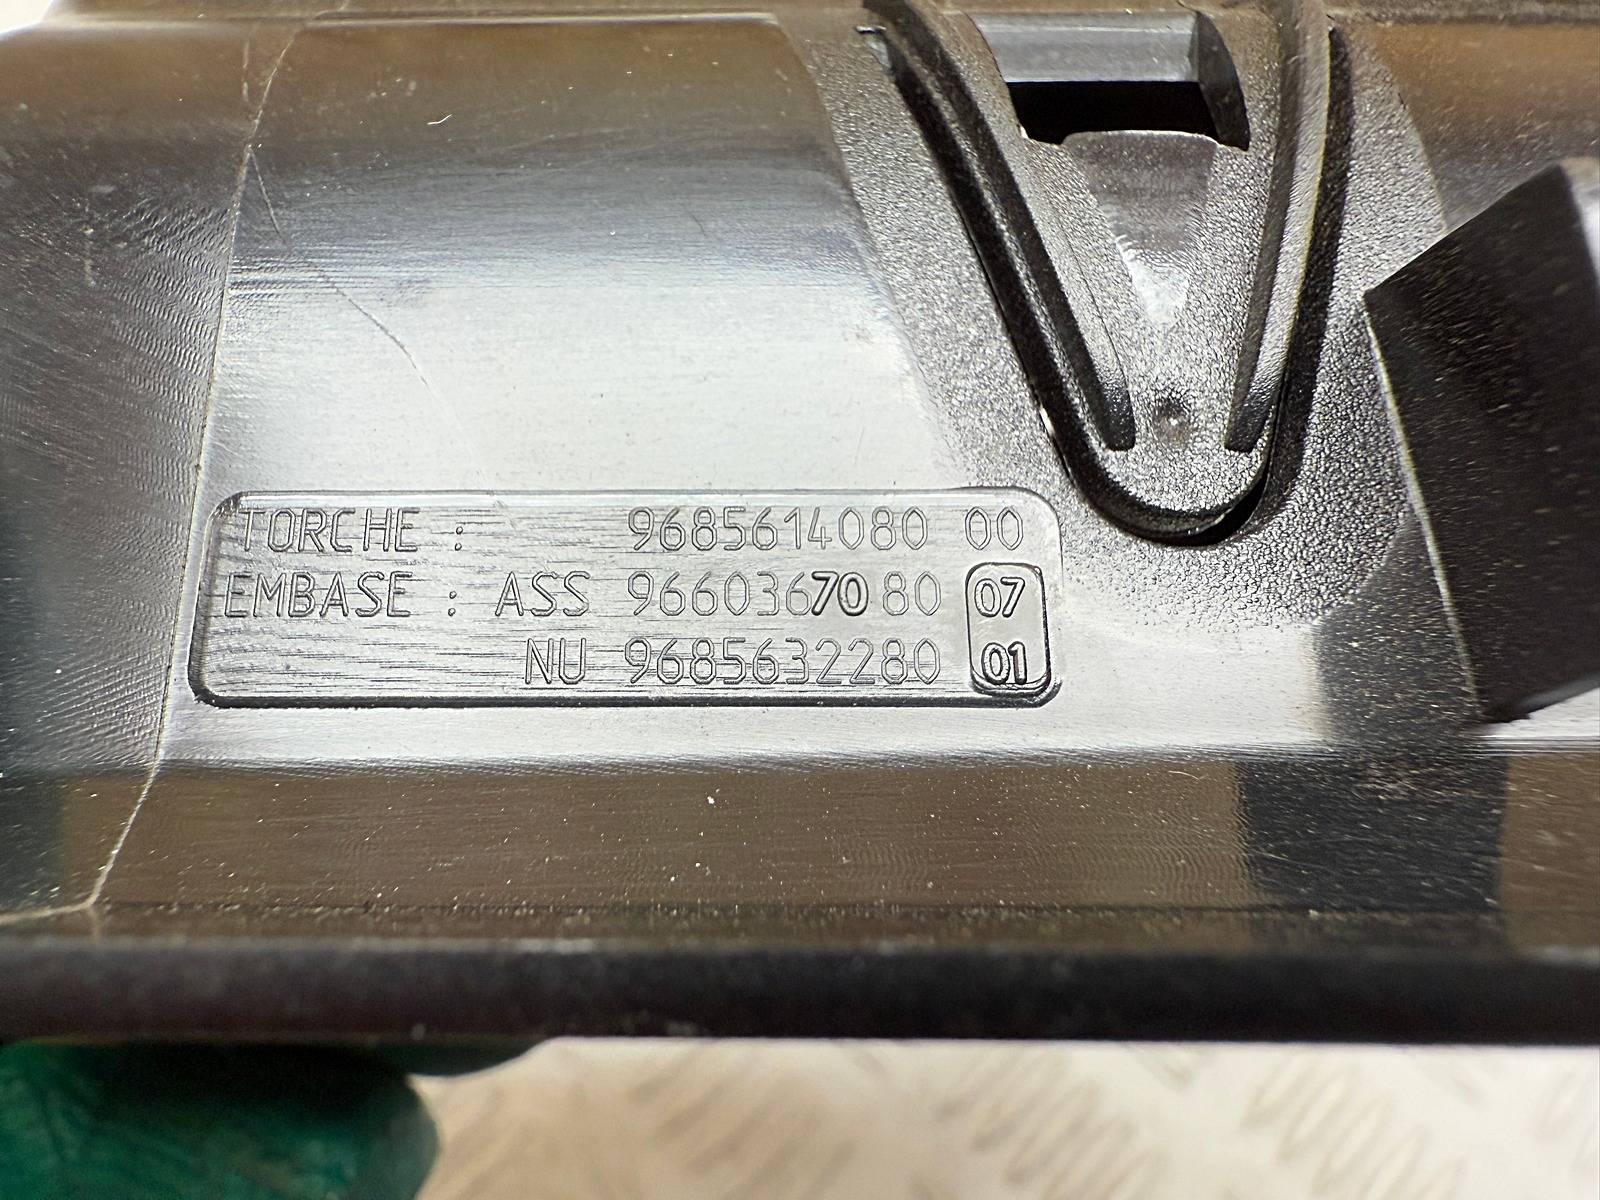 TORCHE : 9685614080 00
EMBASE : ASS 9660367080 07
NU 9685632280 01